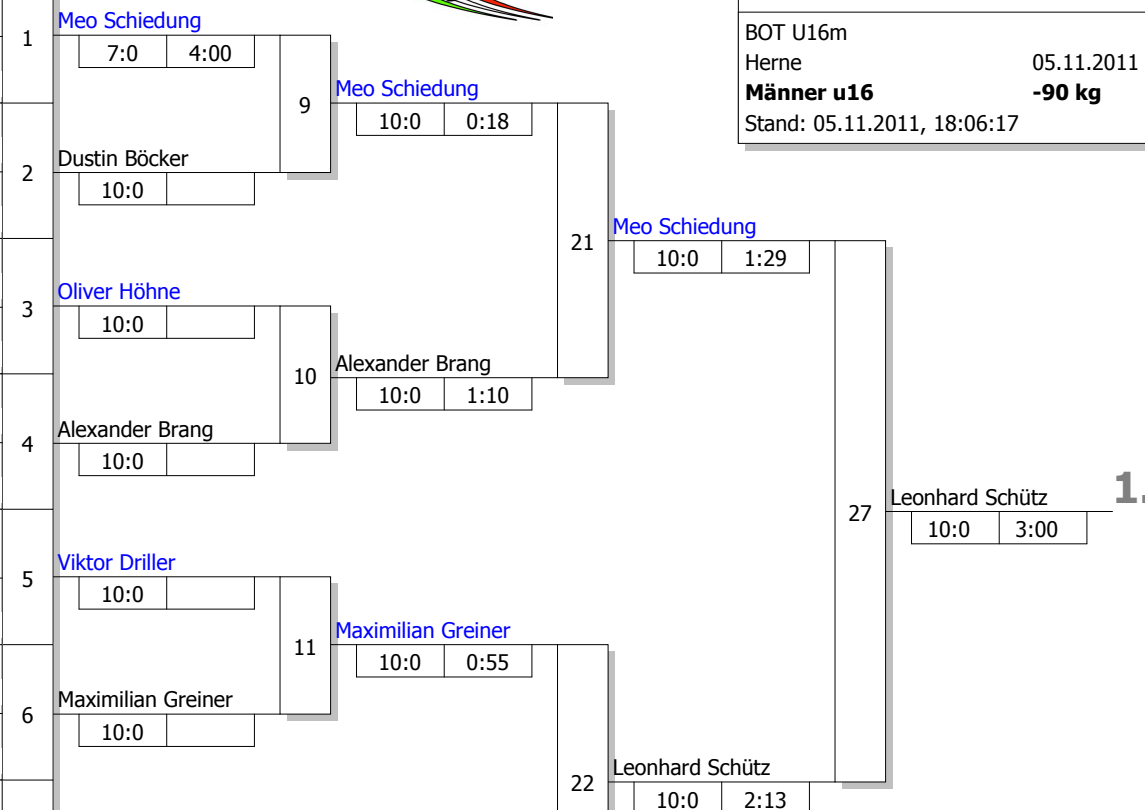 BOT U16m
Herne 05.11.2011
Männer u16 -90 kg
Stand: 05.11.2011, 18:06:17
1
Meo Schiedung
7:0 4:00
9
Meo Schiedung
10:0 0:18
2
Dustin Böcker
10:0
21
Meo Schiedung
10:0 1:29
3
Oliver Höhne
10:0
10
Alexander Brang
10:0 1:10
4
Alexander Brang
10:0
27
Leonhard Schütz
1.
10:0 3:00
5
Viktor Driller
10:0
11
Maximilian Greiner
10:0 0:55
6
Maximilian Greiner
10:0
22
Leonhard Schütz
10:0 2:13